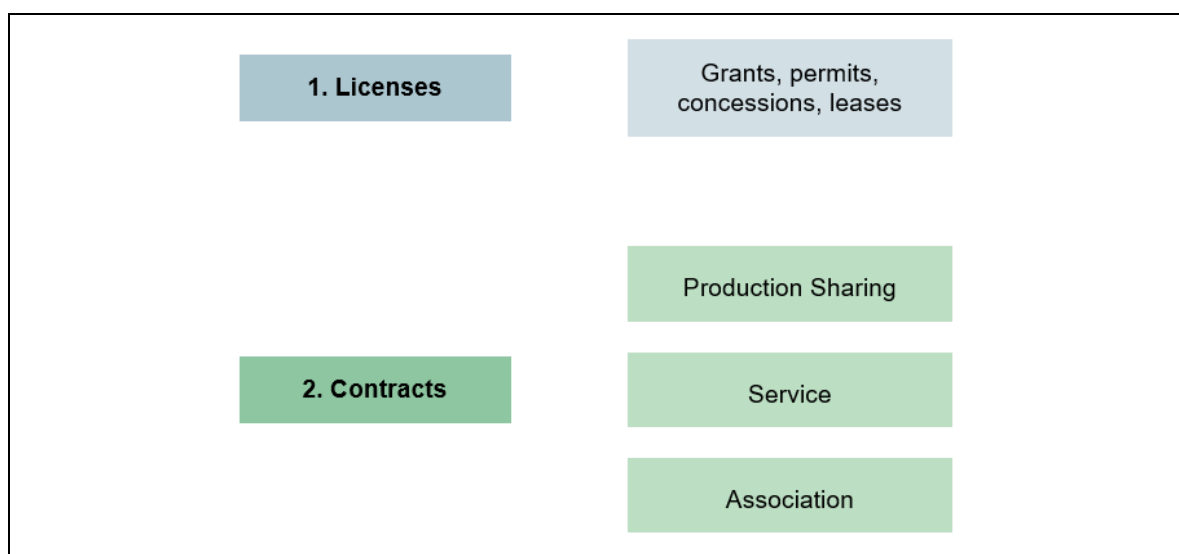 1. Licenses
Grants, permits,
concessions, leases
Production Sharing
2. Contracts
Service
Association